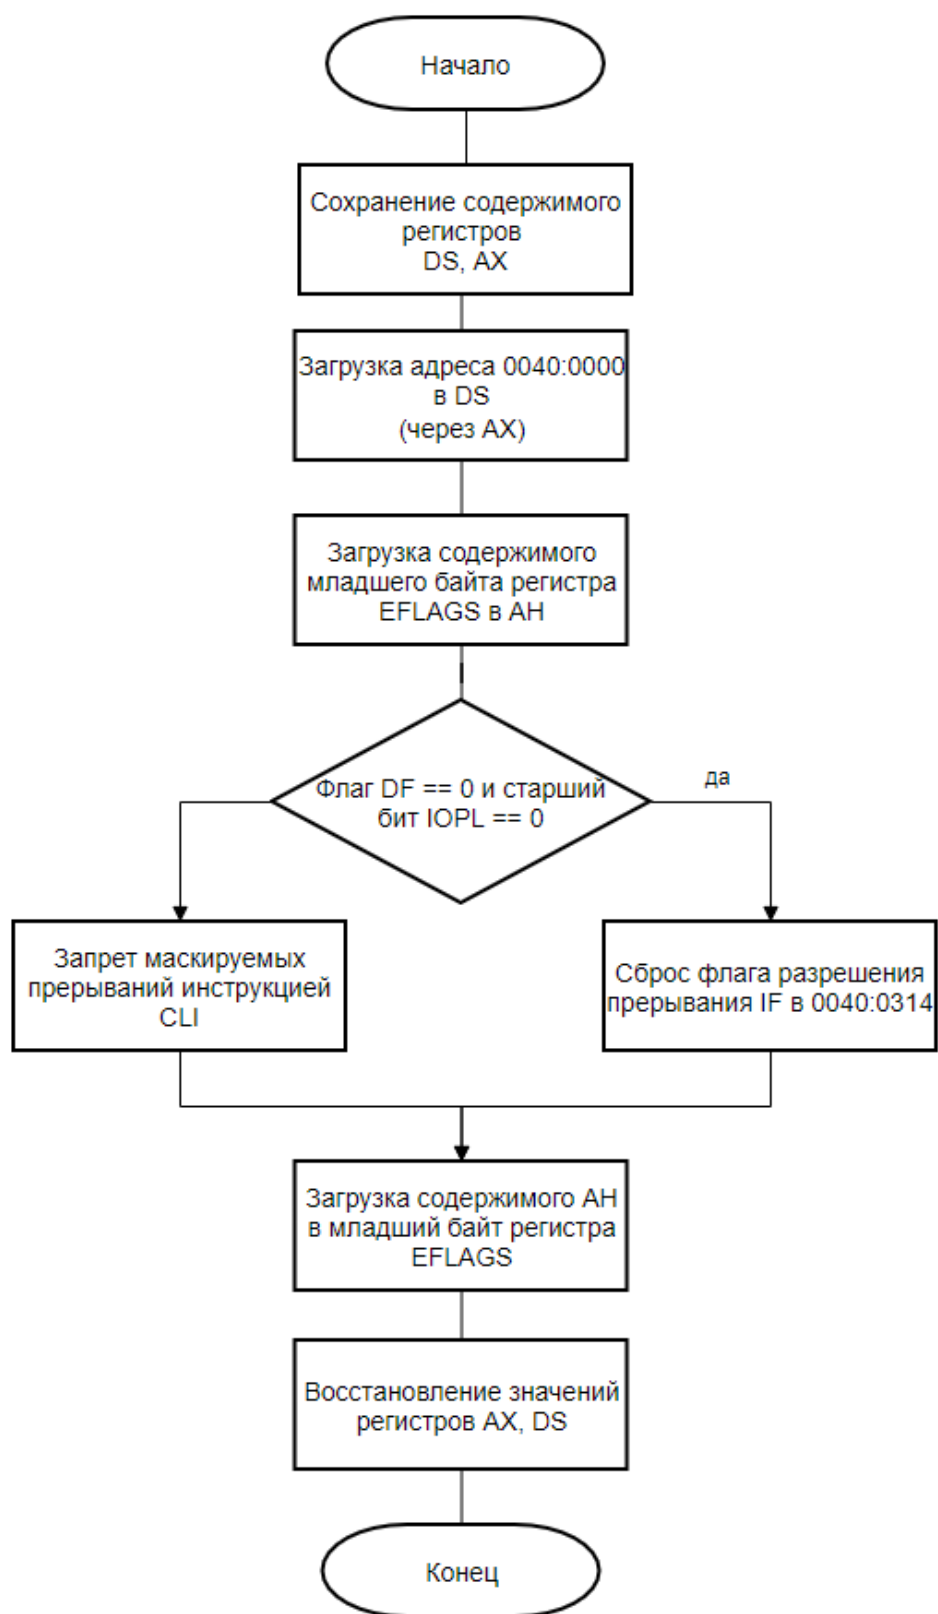 Начало
Сохранение содержимого
регистров
DS, AX
Загрузка адреса 0040:0000
в DS
(через AX)
Загрузка содержимого
младшего байта регистра
EFLAGS в AH
Флаг DF == 0 и старший
бит IOPL == 0
да
Запрет маскируемых
прерываний инструкцией
CLI
Сброс флага разрешения
прерывания IF в 0040:0314
Загрузка содержимого AH
в младший байт регистра
EFLAGS
Восстановление значений
регистров AX, DS
Конец